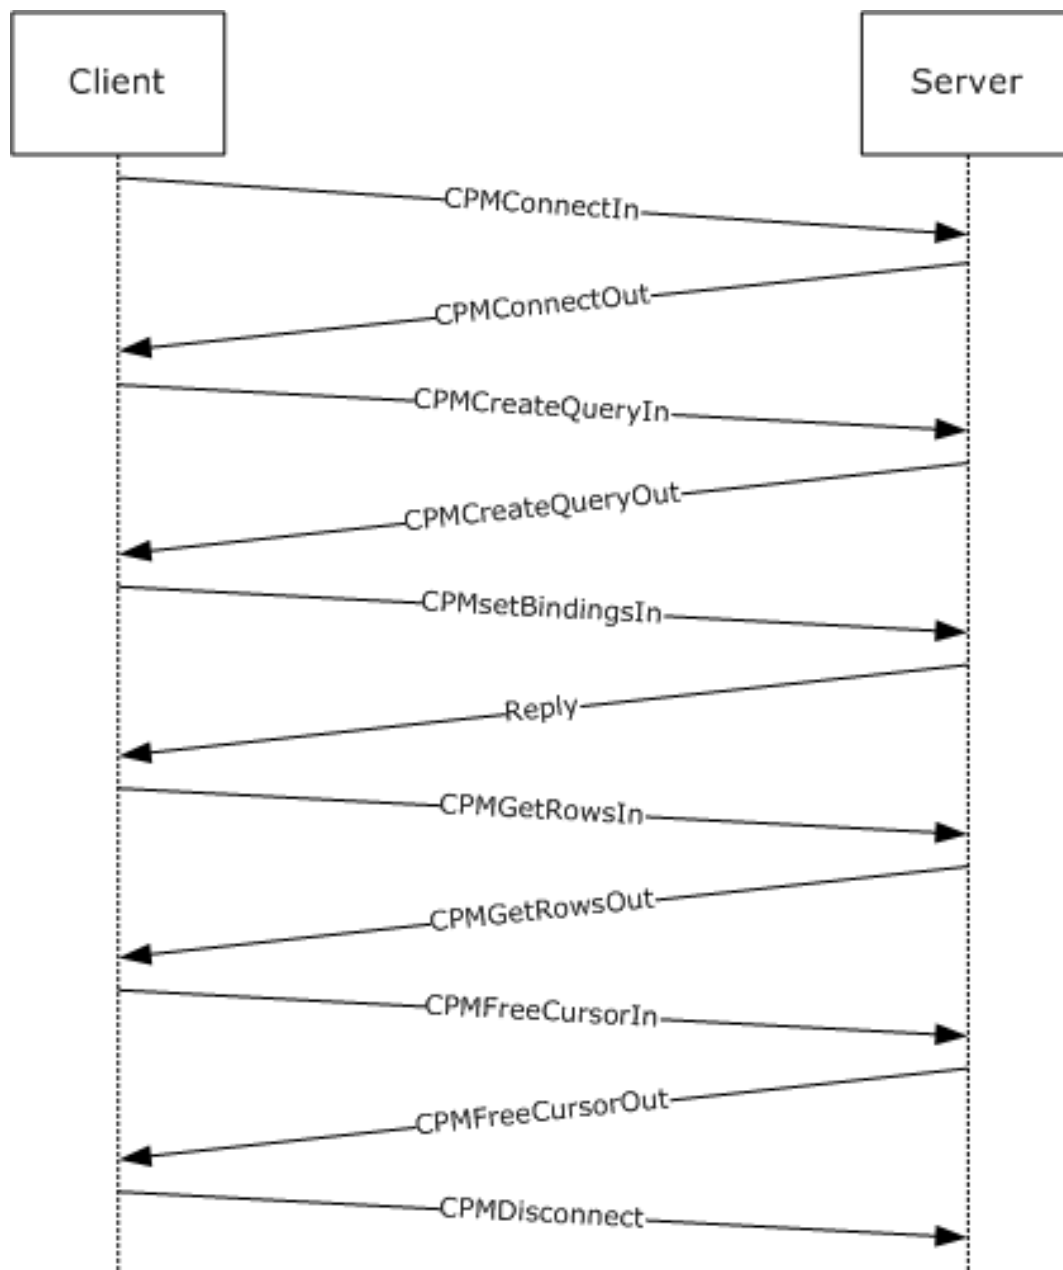 Client
Server
CPMConnectIn
CPMConnectOut
CPMCreateQueryIn
CPMCreateQueryOut
CPMsetBindingsIn
Reply
CPMGetRowsIn
CPMGetRowsOut
CPMFreeCursorIn
CPMFreeCursorOut
CPMDisconnect